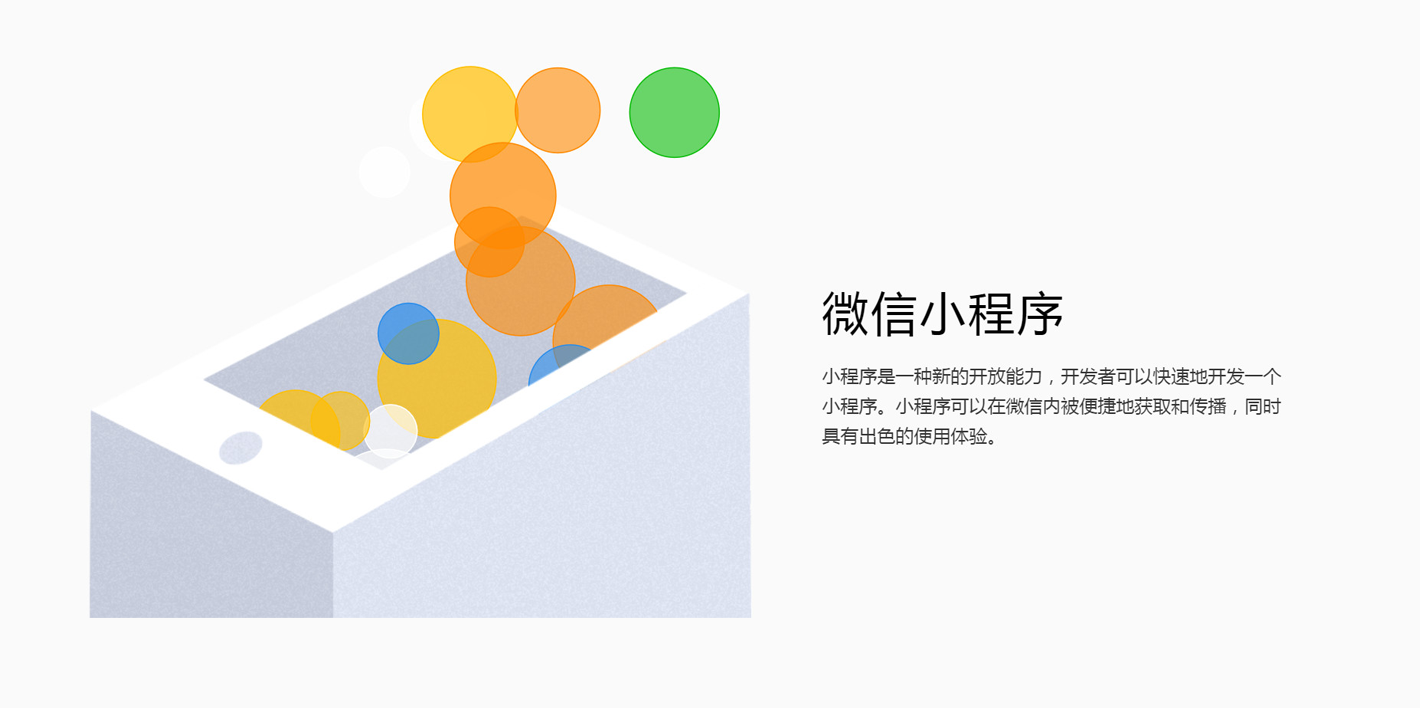 微信小程序
小程序是一种新的开放能力，开发者可以快速地开发一个
小程序。小程序可以在微信内被便捷地获取和传播，同时
具有出色的使用体验。